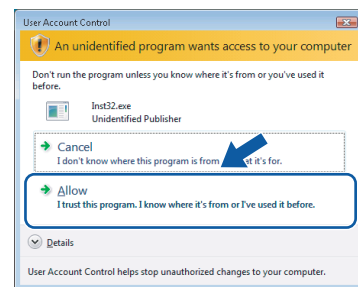 User Account Control
An unidentified program wants access to your computer
Don't run the program unless you know where it's from or you've used it
before.
Inst32.exe
Unidentified Publisher
Cancel
I don't know where this program is from at it's for.
Allow
I trust this program. I know where it's from or I've used it before.
Details
User Account Control helps stop unauthorized changes to your computer.